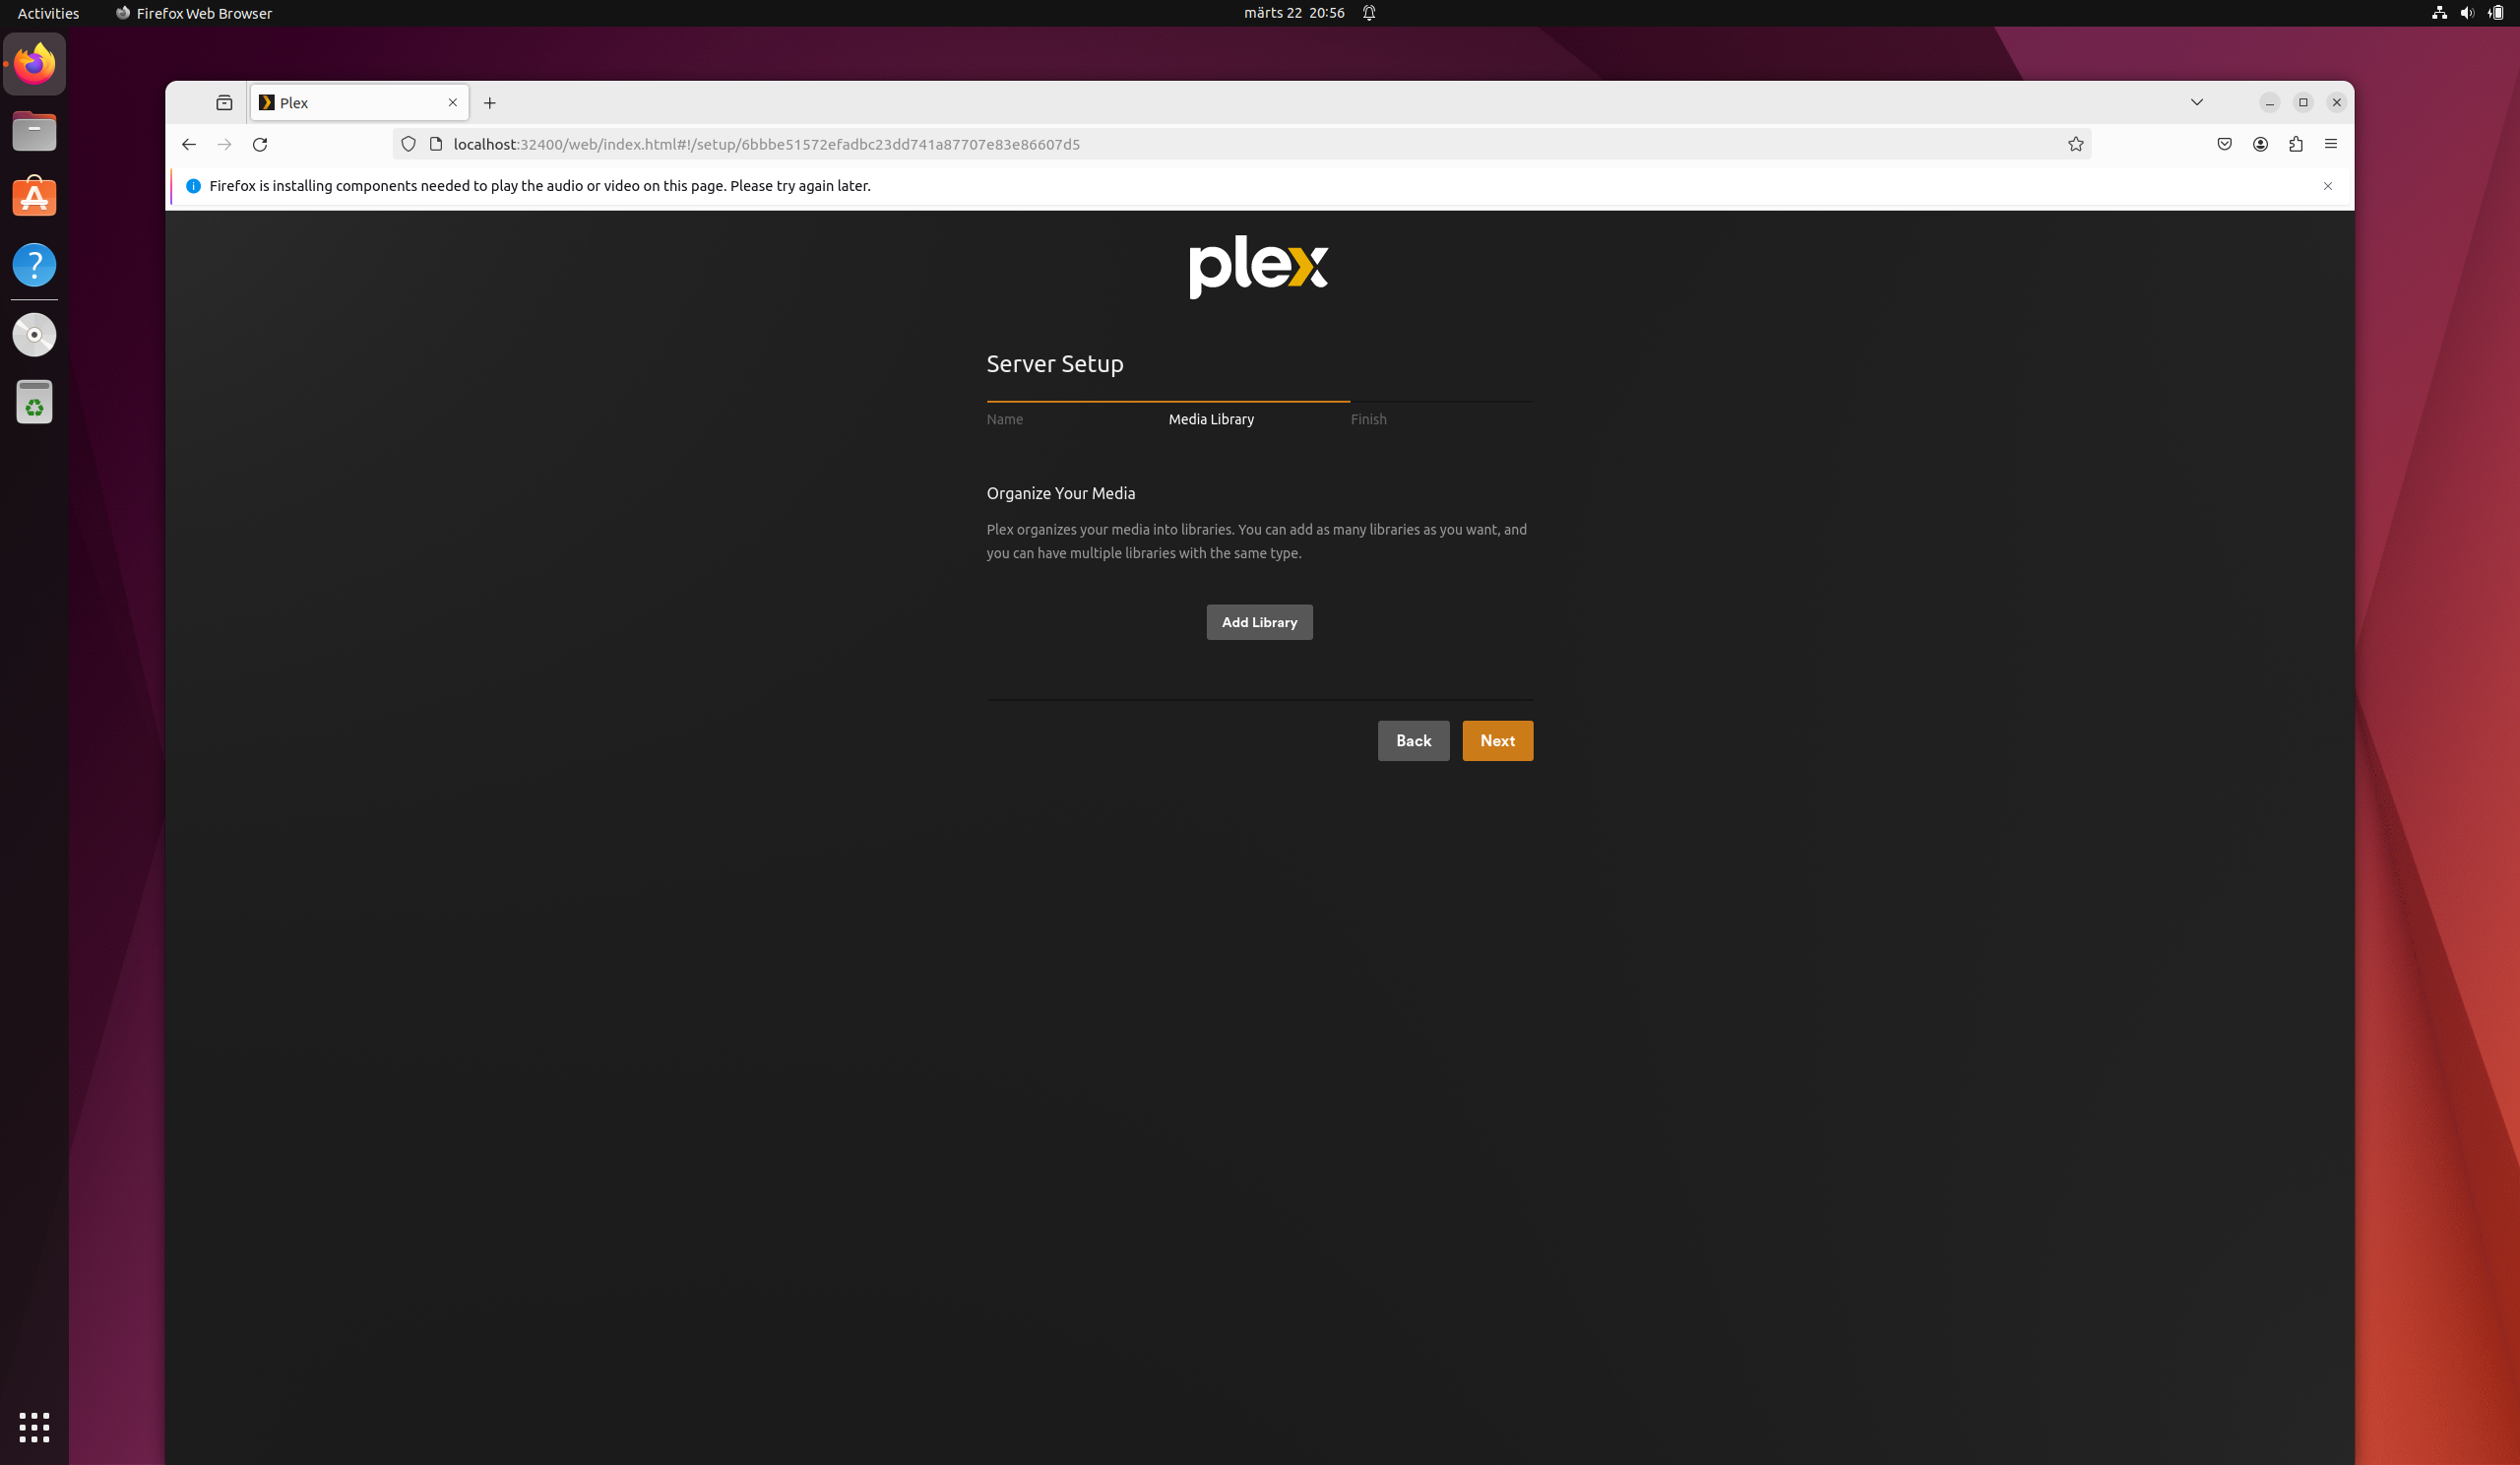 Activities
Firefox Web Browser
märts 22 20:56
Plex
localhost:32400/web/index.html#!/setup/6bbbe51572efadbc23dd741a87707e83e86607d5
Firefox is installing components needed to play the audio or video on this page. Please try again later.
plex
Server Setup
Name
Media Library
Finish
Organize Your Media
Plex organizes your media into libraries. You can add as many libraries as you want, and
you can have multiple libraries with the same type.
Add Library
Back
Next